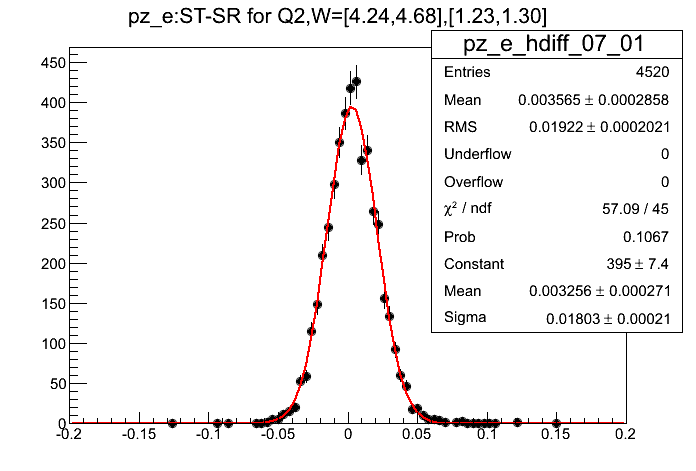 pz_e:ST-SR for Q2,W=[4.24,4.68],[1.23,1.30]
pz_e_hdiff_07_01
Entries 4520
Mean 0.003565 ± 0.0002858
RMS 0.01922 ± 0.0002021
Underflow 0
Overflow 0
χ² / ndf 57.09 / 45
Prob 0.1067
Constant 395 ± 7.4
Mean 0.003256 ± 0.000271
Sigma 0.01803 ± 0.00021
450
400
350
300
250
200
150
100
50
0
-0.2 -0.15 -0.1 -0.05 0 0.05 0.1 0.15 0.2